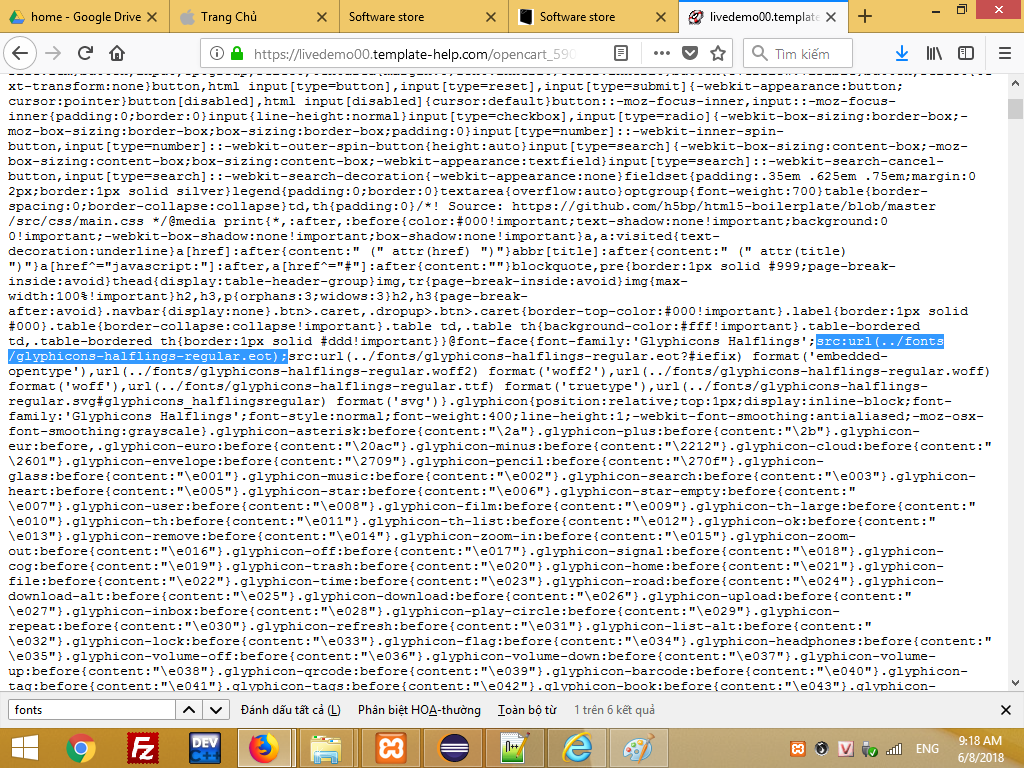 home - Google Drive
Trang Chủ
Software store
Software store
livedemo00.template
https://livedemo00.template-help.com/opencart_590
Tìm kiếm
xt-transform:none}button,html input[type=button],input[type=reset],input[type=submit]{-webkit-appearance:button;
cursor:pointer}button[disabled],html input[disabled]{cursor:default}button::-moz-focus-inner,input::-moz-focus-
inner{padding:0;border:0}input{line-height:normal}input[type=checkbox],input[type=radio]{-webkit-box-sizing:border-box;-
moz-box-sizing:border-box;box-sizing:border-box;padding:0}input[type=number]::-webkit-inner-spin-
button,input[type=number]::-webkit-outer-spin-button{height:auto}input[type=search]{-webkit-box-sizing:content-box;-moz-
box-sizing:content-box;box-sizing:content-box;-webkit-appearance:textfield}input[type=search]::-webkit-search-cancel-
button,input[type=search]::-webkit-search-decoration{-webkit-appearance:none}fieldset{padding:.35em .625em .75em;margin:0
2px;border:1px solid silver}legend{padding:0;border:0}textarea{overflow:auto}optgroup{font-weight:700}table{border-
spacing:0;border-collapse:collapse}td,th{padding:0}/*! Source: https://github.com/h5bp/html5-boilerplate/blob/master
/src/css/main.css */@media print{*,:after,:before{color:#000!important;text-shadow:none!important;background:0
0!important;-webkit-box-shadow:none!important;box-shadow:none!important}a,a:visited{text-
decoration:underline}a[href]:after{content:" (" attr(href) ")"}abbr[title]:after{content:" (" attr(title)
")"}a[href^="javascript:"]:after,a[href^="#"]:after{content:""}blockquote,pre{border:1px solid #999;page-break-
inside:avoid}thead{display:table-header-group}img,tr{page-break-inside:avoid}img{max-
width:100%!important}h2,h3,p{orphans:3;widows:3}h2,h3{page-break-
after:avoid}.navbar{display:none}.btn>.caret,.dropup>.btn>.caret{border-top-color:#000!important}.label{border:1px solid
#000}.table{border-collapse:collapse!important}.table td,.table th{background-color:#fff!important}.table-bordered
td,.table-bordered th{border:1px solid #ddd!important}}@font-face{font-family:'Glyphicons Halflings';src:url(../fonts
/glyphicons-halflings-regular.eot);src:url(../fonts/glyphicons-halflings-regular.eot?#iefix) format('embedded-
opentype'),url(../fonts/glyphicons-halflings-regular.woff2) format('woff2'),url(../fonts/glyphicons-halflings-regular.woff)
format('woff'),url(../fonts/glyphicons-halflings-regular.ttf) format('truetype'),url(../fonts/glyphicons-halflings-
regular.svg#glyphicons_halflingsregular) format('svg')}.glyphicon{position:relative;top:1px;display:inline-block;font-
family:'Glyphicons Halflings';font-style:normal;font-weight:400;line-height:1;-webkit-font-smoothing:antialiased;-moz-osx-
font-smoothing:grayscale}.glyphicon-asterisk:before{content:"\2a"}.glyphicon-plus:before{content:"\2b"}.glyphicon-
eur:before,.glyphicon-euro:before{content:"\20ac"}.glyphicon-minus:before{content:"\2212"}.glyphicon-cloud:before{content:"
\2601"}.glyphicon-envelope:before{content:"\2709"}.glyphicon-pencil:before{content:"\270f"}.glyphicon-
glass:before{content:"\e001"}.glyphicon-music:before{content:"\e002"}.glyphicon-search:before{content:"\e003"}.glyphicon-
heart:before{content:"\e005"}.glyphicon-star:before{content:"\e006"}.glyphicon-star-empty:before{content:"
\e007"}.glyphicon-user:before{content:"\e008"}.glyphicon-film:before{content:"\e009"}.glyphicon-th-large:before{content:"
\e010"}.glyphicon-th:before{content:"\e011"}.glyphicon-th-list:before{content:"\e012"}.glyphicon-ok:before{content:"
\e013"}.glyphicon-remove:before{content:"\e014"}.glyphicon-zoom-in:before{content:"\e015"}.glyphicon-zoom-
out:before{content:"\e016"}.glyphicon-off:before{content:"\e017"}.glyphicon-signal:before{content:"\e018"}.glyphicon-
cog:before{content:"\e019"}.glyphicon-trash:before{content:"\e020"}.glyphicon-home:before{content:"\e021"}.glyphicon-
file:before{content:"\e022"}.glyphicon-time:before{content:"\e023"}.glyphicon-road:before{content:"\e024"}.glyphicon-
download-alt:before{content:"\e025"}.glyphicon-download:before{content:"\e026"}.glyphicon-upload:before{content:"
\e027"}.glyphicon-inbox:before{content:"\e028"}.glyphicon-play-circle:before{content:"\e029"}.glyphicon-
repeat:before{content:"\e030"}.glyphicon-refresh:before{content:"\e031"}.glyphicon-list-alt:before{content:"
\e032"}.glyphicon-lock:before{content:"\e033"}.glyphicon-flag:before{content:"\e034"}.glyphicon-headphones:before{content:"
\e035"}.glyphicon-volume-off:before{content:"\e036"}.glyphicon-volume-down:before{content:"\e037"}.glyphicon-volume-
up:before{content:"\e038"}.glyphicon-qrcode:before{content:"\e039"}.glyphicon-barcode:before{content:"\e040"}.glyphicon-
tag:before{content:"\e041"}.glyphicon-tags:before{content:"\e042"}.glyphicon-book:before{content:"\e043"}.glyphicon-
fonts
Đánh dấu tất cả (L)
Phân biệt HOA-thường
Toàn bộ từ
1 trên 6 kết quả
DEV
C++
ENG
9:18 AM
6/8/2018